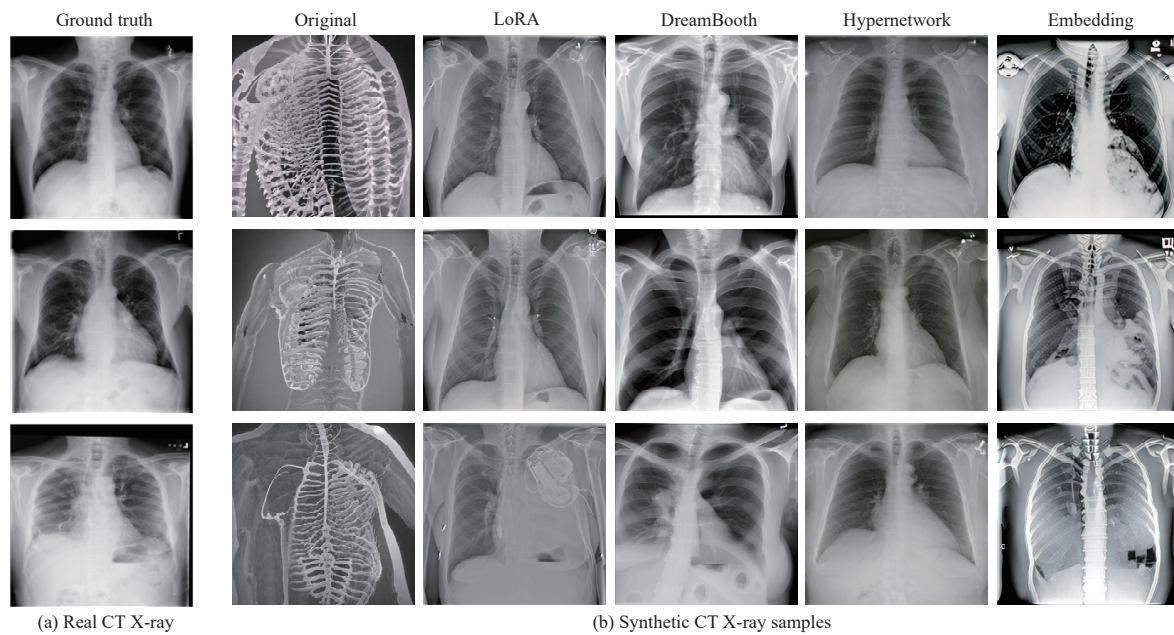 Ground truth
Original
LoRA
DreamBooth
Hypernetwork
Embedding
(a) Real CT X-ray
(b) Synthetic CT X-ray samples